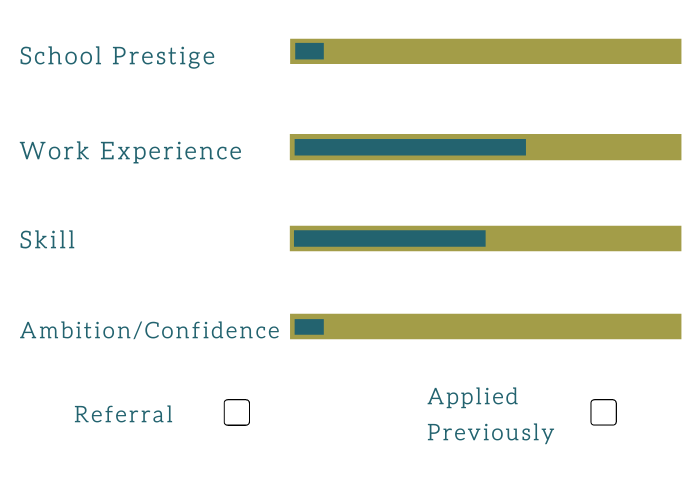 School Prestige
Work Experience
Skill
Ambition/Confidence
Referral
Applied
Previously